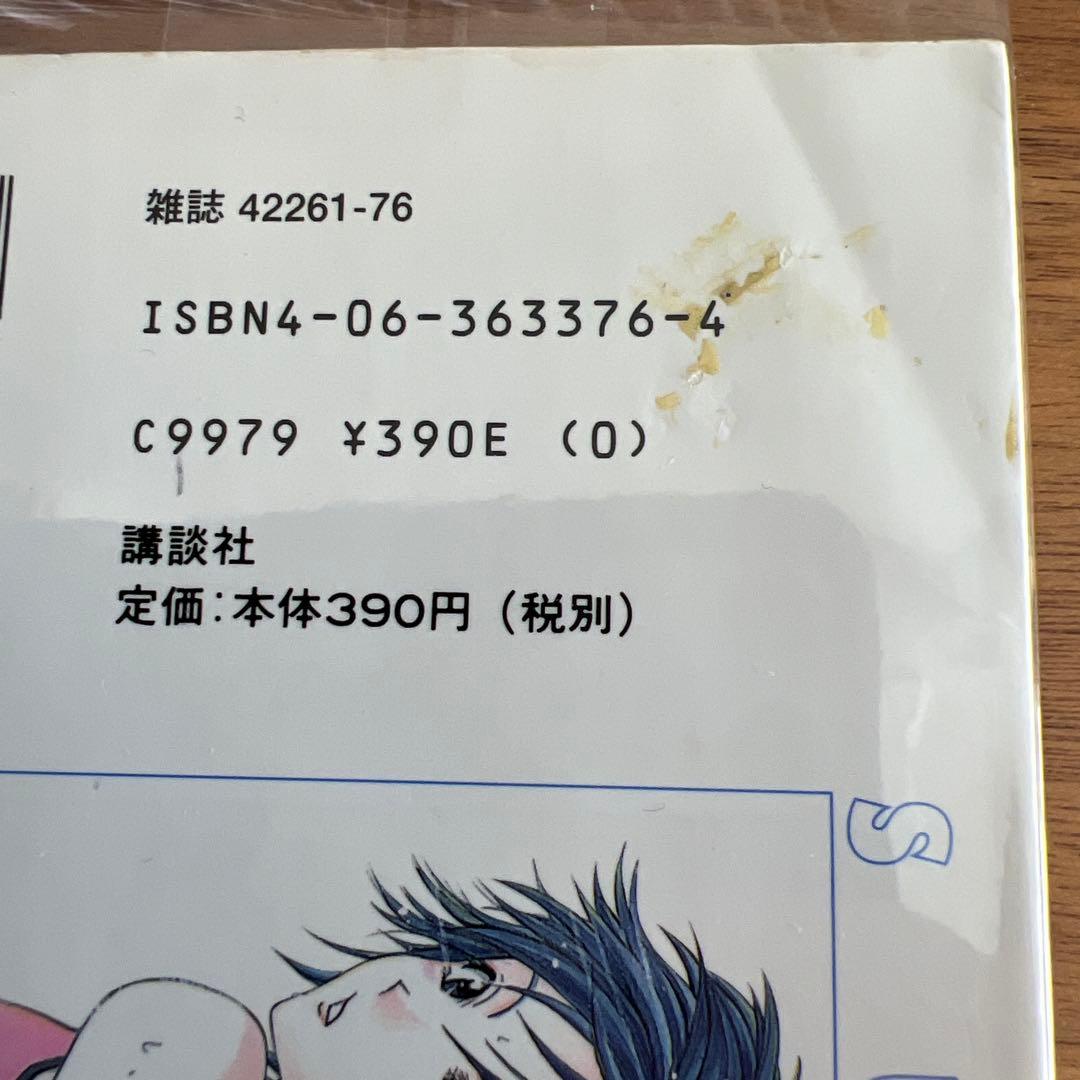 雑誌 42261-76
ISBN4-06-363376-4
C9979 ¥390E (0)
講談社
定価:本体390円(税別)
S